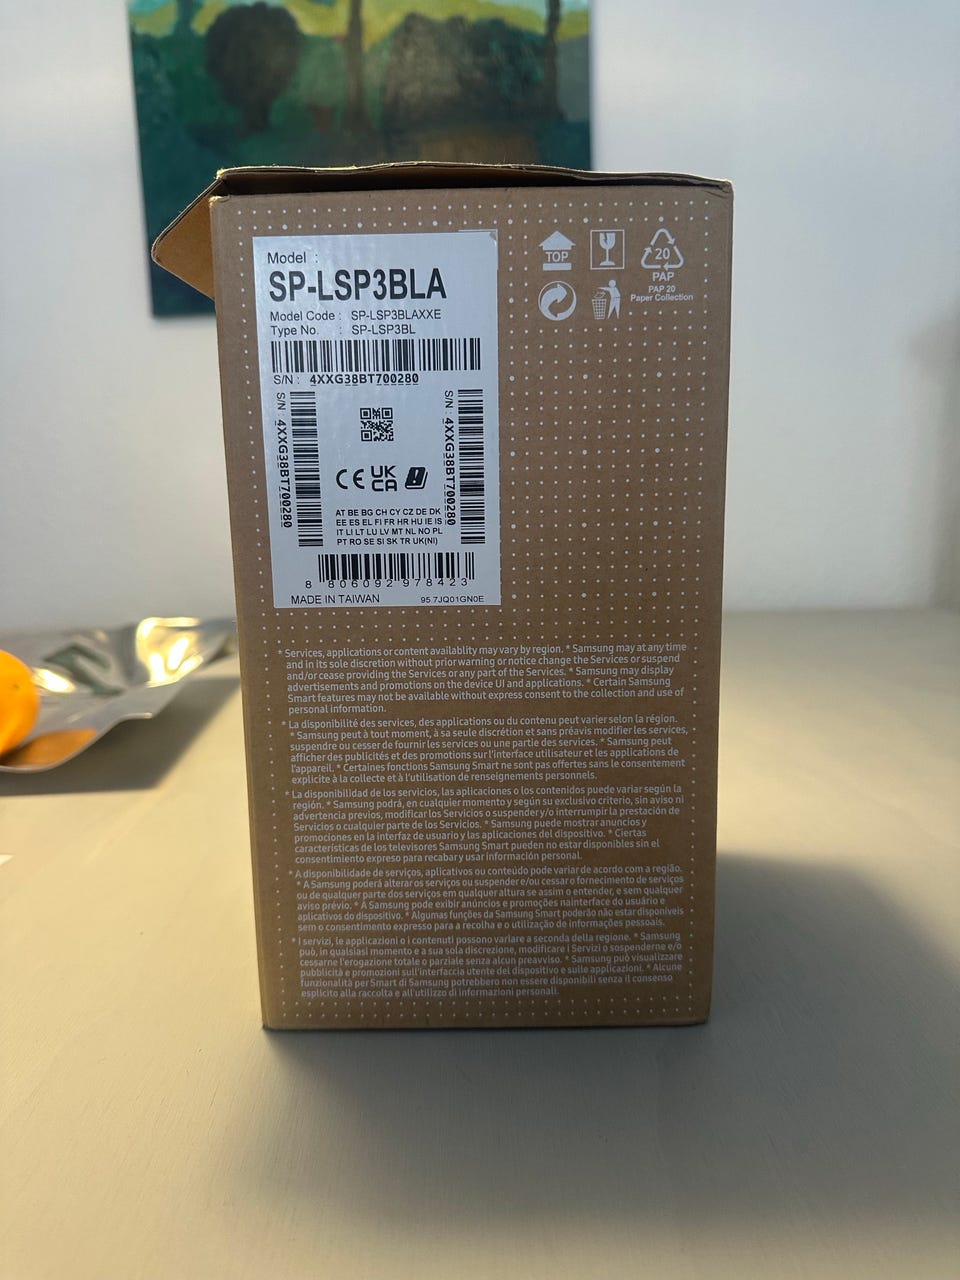 Model :
SP-LSP3BLA
Model Code : SP-LSP3BLAXXE
Type No. : SP-LSP3BL
S/N : 4XXG38BT700280
S/N : 4XXG38BT700280
S/N : 4XXG38BT700280
CE UK CA
AT BE BG CH CY CZ DE DK
EE ES EL FI FR HR HU IE IS
IT LI LT LU LV MT NL NO PL
PT RO SE SI SK TR UK(NI)
8 806092 978423
MADE IN TAIWAN 95.7JQ01GN0E
TOP
20
PAP
PAP 20
Paper Collection
* Services, applications or content availablity may vary by region. * Samsung may at any time
and in its sole discretion without prior warning or notice change the Services or suspend
and/or cease providing the Services or any part of the Services. * Samsung may display
advertisements and promotions on the device UI and applications. * Certain Samsung
Smart features may not be available without express consent to the collection and use of
personal information.
* La disponibilité des services, des applications ou du contenu peut varier selon la région.
* Samsung peut à tout moment, à sa seule discrétion et sans préavis modifier les services,
suspendre ou cesser de fournir les services ou une partie des services. * Samsung peut
afficher des publicités et des promotions sur l'interface utilisateur et les applications de
l'appareil. * Certaines fonctions Samsung Smart ne sont pas offertes sans le consentement
explicite à la collecte et à l'utilisation de renseignements personnels.
* La disponibilidad de los servicios, las aplicaciones o los contenidos puede variar según la
región. * Samsung podrá, en cualquier momento y según su exclusivo criterio, sin aviso ni
advertencia previos, modificar los Servicios o suspender y/o interrumpir la prestación de
Servicios o cualquier parte de los Servicios. * Samsung puede mostrar anuncios y
promociones en la interfaz de usuario y las aplicaciones del dispositivo. * Ciertas
características de los televisores Samsung Smart pueden no estar disponibles sin el
consentimiento expreso para recabar y usar información personal.
* A disponibilidade de serviços, aplicativos ou conteúdo pode variar de acordo com a região.
* A Samsung poderá alterar os serviços ou suspender e/ou cessar o fornecimento de serviços
ou de qualquer parte dos serviços em qualquer altura se assim o entender, e sem qualquer
aviso prévio. * A Samsung pode exibir anúncios e promoções nainterface do usuário e
aplicativos do dispositivo. * Algumas funções da Samsung Smart poderão não estar disponíveis
sem o consentimento expresso para a recolha e o utilização de informações pessoais.
* I servizi, le applicazioni o i contenuti possono variare a seconda della regione. * Samsung
può, in qualsiasi momento e a sua sola discrezione, modificare i Servizi o sospenderne e/o
cessarne l'erogazione totale o parziale senza alcun preavviso. * Samsung può visualizzare
pubblicità e promozioni sull'interfaccia utente del dispositivo e sulle applicazioni. * Alcune
funzionalità per Smart di Samsung potrebbero non essere disponibili senza il consenso
esplicito alla raccolta e all'utilizzo di informazioni personali.